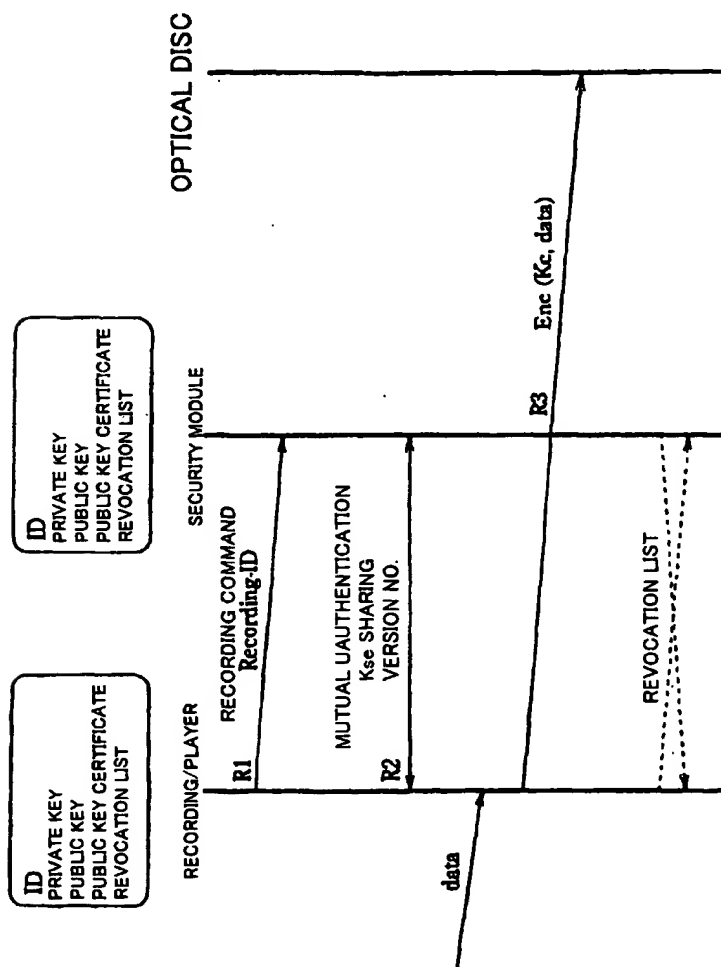 ID
PRIVATE KEY
PUBLIC KEY
PUBLIC KEY CERTIFICATE
REVOCATION LIST
RECORDING/PLAYER
ID
PRIVATE KEY
PUBLIC KEY
PUBLIC KEY CERTIFICATE
REVOCATION LIST
SECURITY MODULE
OPTICAL DISC
R1
RECORDING COMMAND
Recording-ID
R2
MUTUAL UAUTHENTICATION
Kse SHARING
VERSION NO.
data
R3
Enc (Kc, data)
REVOCATION LIST